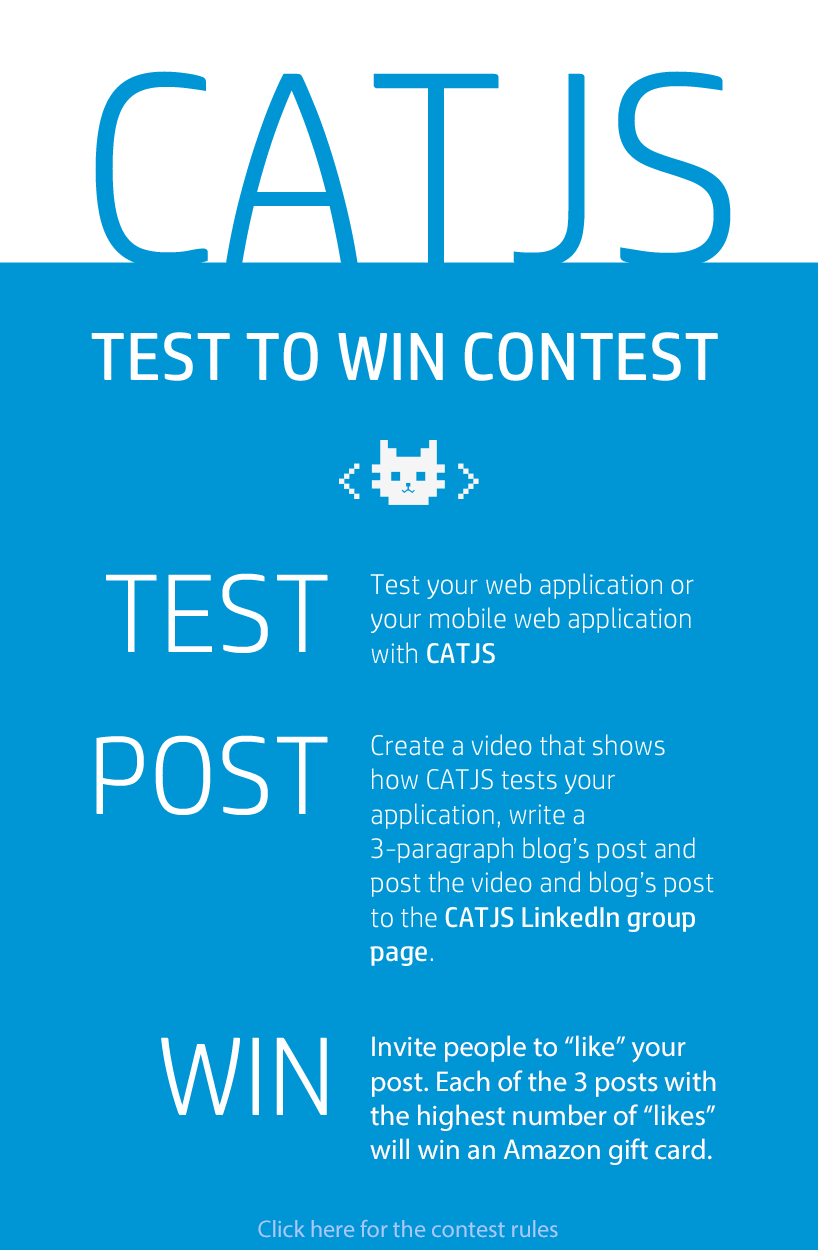 CATJS
TEST TO WIN CONTEST
TEST
Test your web application or
your mobile web application
with CATJS
POST
Create a video that shows
how CATJS tests your
application, write a
3-paragraph blog’s post and
post the video and blog’s post
to the CATJS LinkedIn group
page.
WIN
Invite people to “like” your
post. Each of the 3 posts with
the highest number of “likes”
will win an Amazon gift card.
Click here for the contest rules